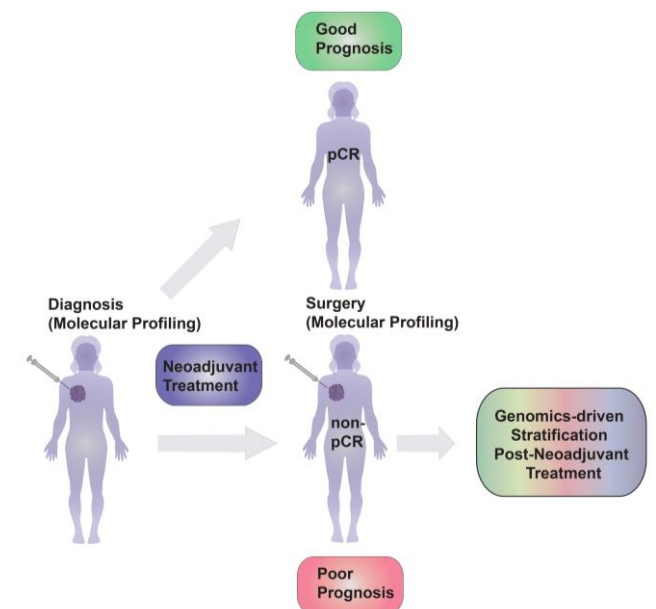 Good
Prognosis
pCR
Diagnosis
(Molecular Profiling)
Surgery
(Molecular Profiling)
Neoadjuvant
Treatment
non-
pCR
Genomics-driven
Stratification
Post-Neoadjuvant
Treatment
Poor
Prognosis